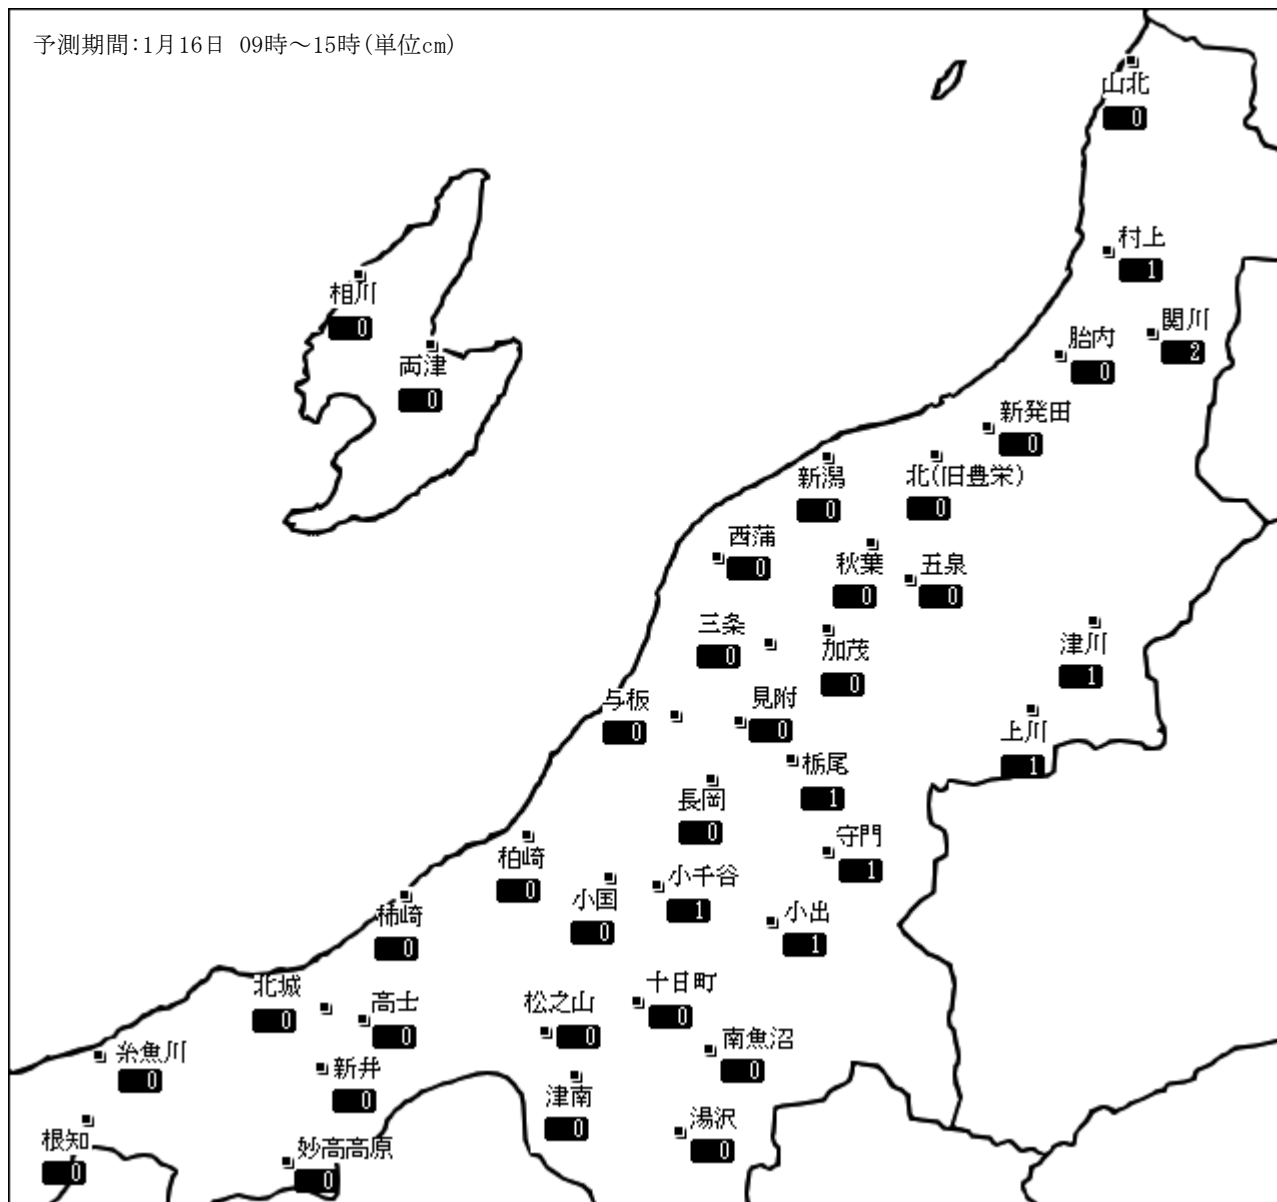 予測期間:1月16日 09時～15時(単位cm)
山北
0
村上
1
相川
0
関川
2
胎内
0
両津
0
新発田
0
新潟
0
北(旧豊栄)
0
西蒲
0
秋葉
0
五泉
0
三条
0
加茂
0
津川
1
与板
0
見附
0
上川
1
栃尾
1
長岡
0
守門
1
柏崎
0
小国
0
小千谷
1
小出
1
柿崎
0
北城
0
高士
0
松之山
0
十日町
0
南魚沼
0
糸魚川
0
新井
0
津南
0
湯沢
0
根知
0
妙高高原
0